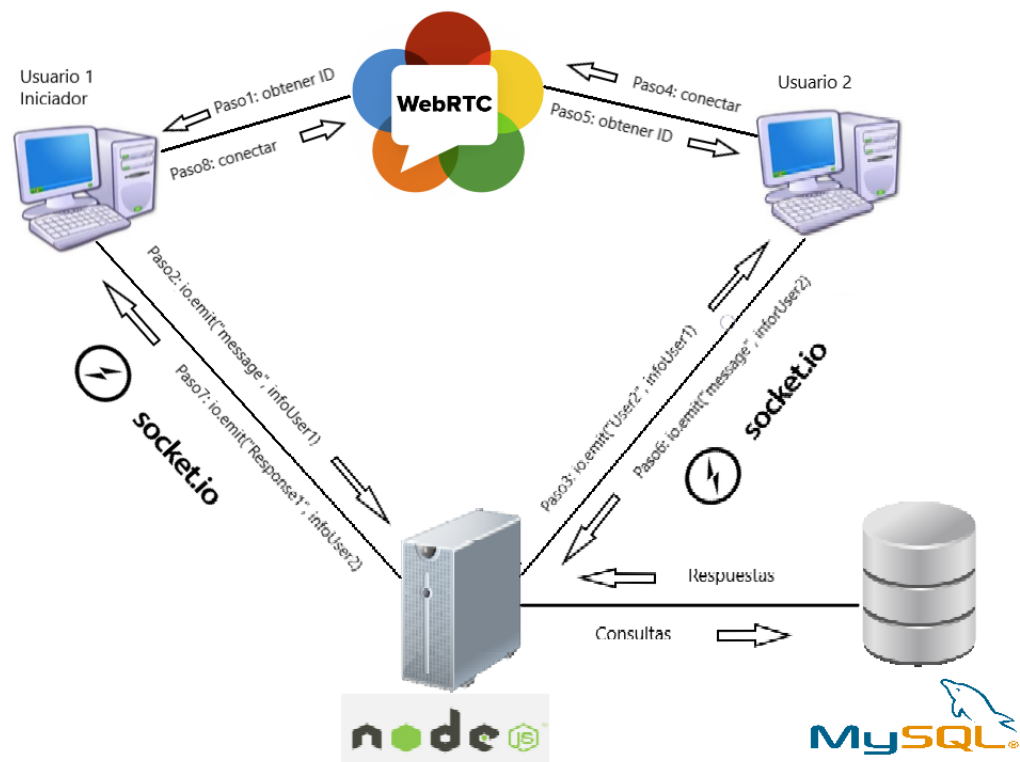 Usuario 1
Iniciador
Paso1: obtener ID
Paso8: conectar
WebRTC
Paso4: conectar
Paso5: obtener ID
Usuario 2
Paso2: io.emit("message", infoUser1)
Paso7: io.emit("Response1", infoUser2)
socket.io
Paso3: io.emit("User2", infoUser1)
Paso6: io.emit("message", inforUser2)
socket.io
Respuestas
Consultas
node JS
MySQL